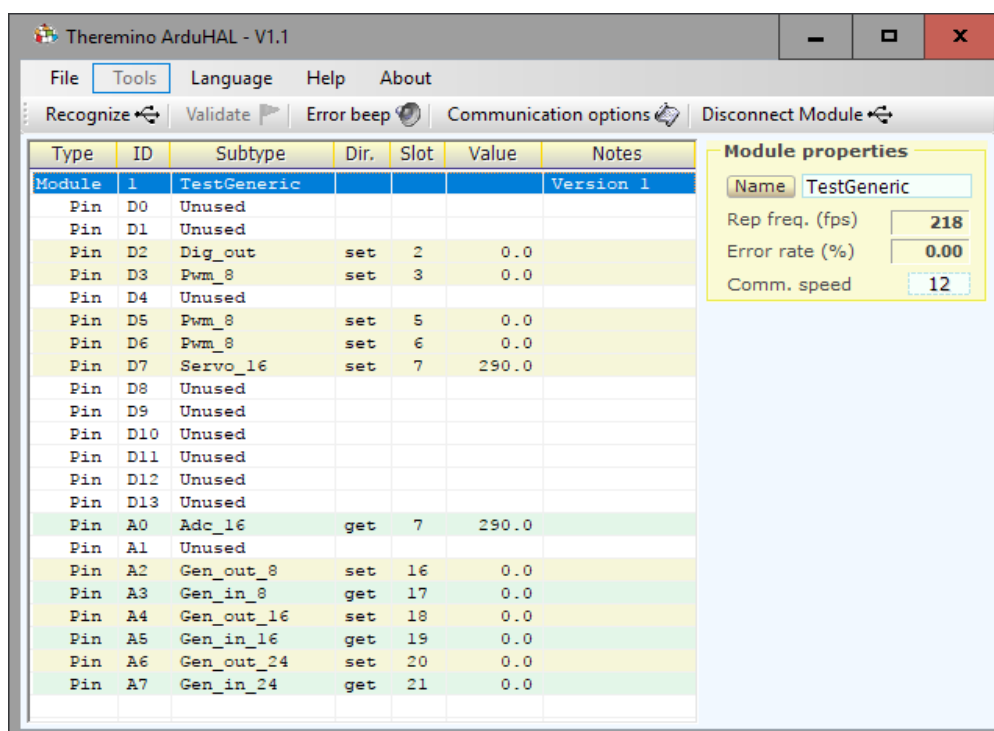 Theremino ArduHAL - V1.1
File Tools Language Help About
Recognize Validate Error beep Communication options Disconnect Module
Type ID Subtype Dir. Slot Value Notes
Module 1 TestGeneric Version 1
Pin D0 Unused
Pin D1 Unused
Pin D2 Dig_out set 2 0.0
Pin D3 Pwm_8 set 3 0.0
Pin D4 Unused
Pin D5 Pwm_8 set 5 0.0
Pin D6 Pwm_8 set 6 0.0
Pin D7 Servo_16 set 7 290.0
Pin D8 Unused
Pin D9 Unused
Pin D10 Unused
Pin D11 Unused
Pin D12 Unused
Pin D13 Unused
Pin A0 Adc_16 get 7 290.0
Pin A1 Unused
Pin A2 Gen_out_8 set 16 0.0
Pin A3 Gen_in_8 get 17 0.0
Pin A4 Gen_out_16 set 18 0.0
Pin A5 Gen_in_16 get 19 0.0
Pin A6 Gen_out_24 set 20 0.0
Pin A7 Gen_in_24 get 21 0.0
Module properties
Name TestGeneric
Rep freq. (fps) 218
Error rate (%) 0.00
Comm. speed 12